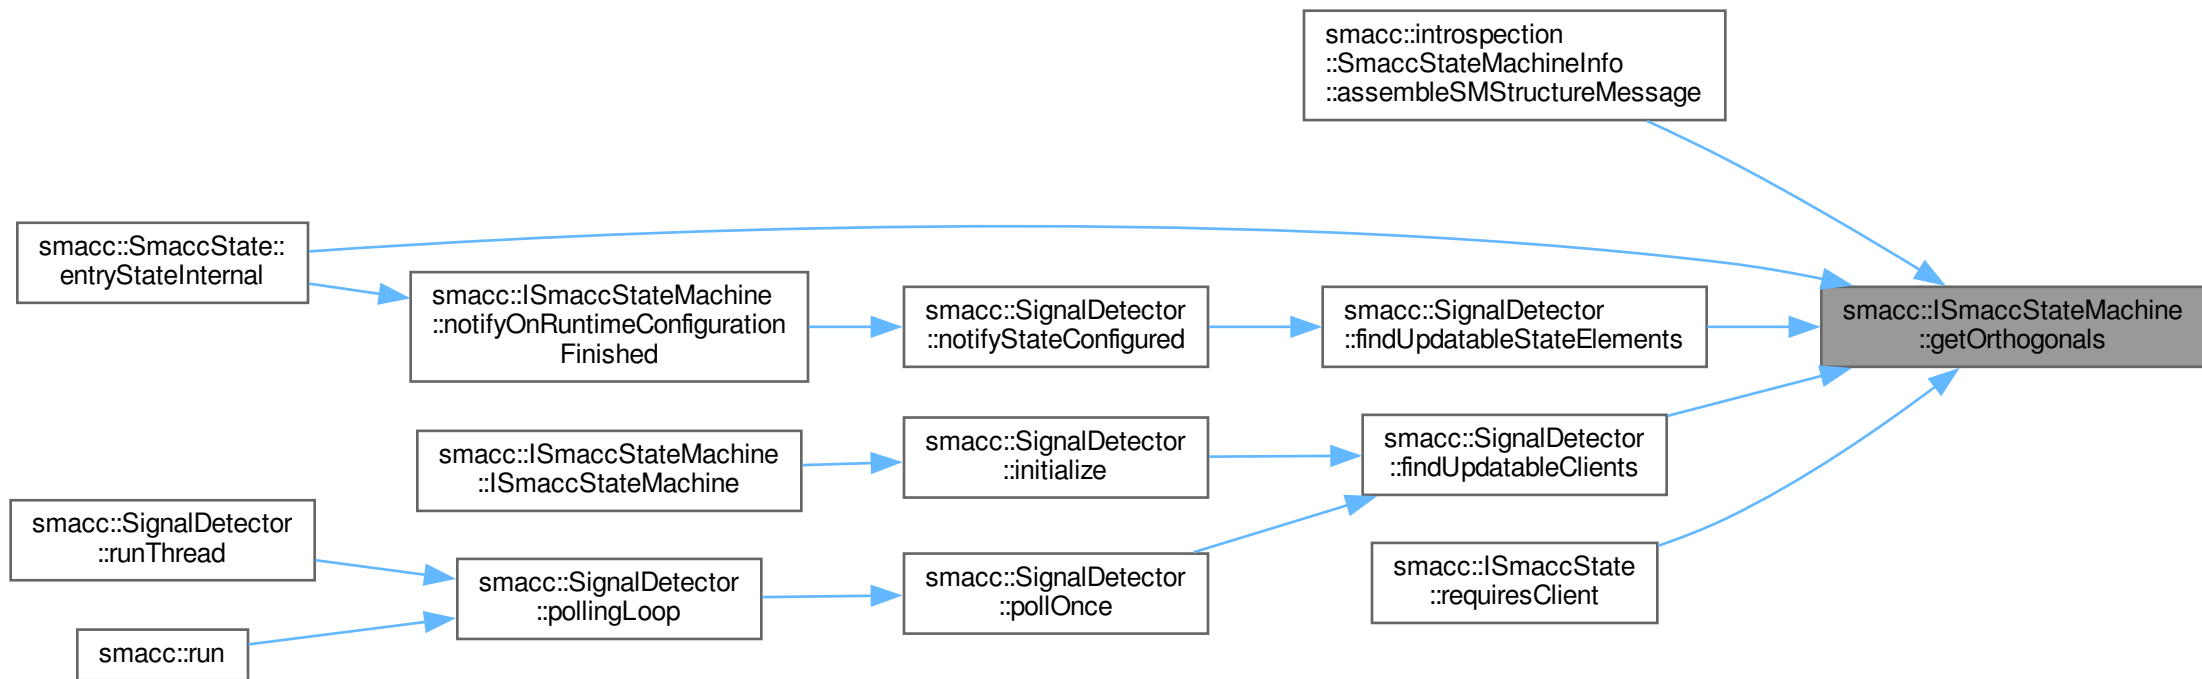 smacc::introspection
::SmaccStateMachineInfo
::assembleSMStructureMessage
smacc::SmaccState::
entryStateInternal
smacc::ISmaccStateMachine
::notifyOnRuntimeConfiguration
Finished
smacc::SignalDetector
::notifyStateConfigured
smacc::SignalDetector
::findUpdatableStateElements
smacc::ISmaccStateMachine
::getOrthogonals
smacc::ISmaccStateMachine
::ISmaccStateMachine
smacc::SignalDetector
::initialize
smacc::SignalDetector
::findUpdatableClients
smacc::SignalDetector
::runThread
smacc::SignalDetector
::pollingLoop
smacc::SignalDetector
::pollOnce
smacc::ISmaccState
::requiresClient
smacc::run